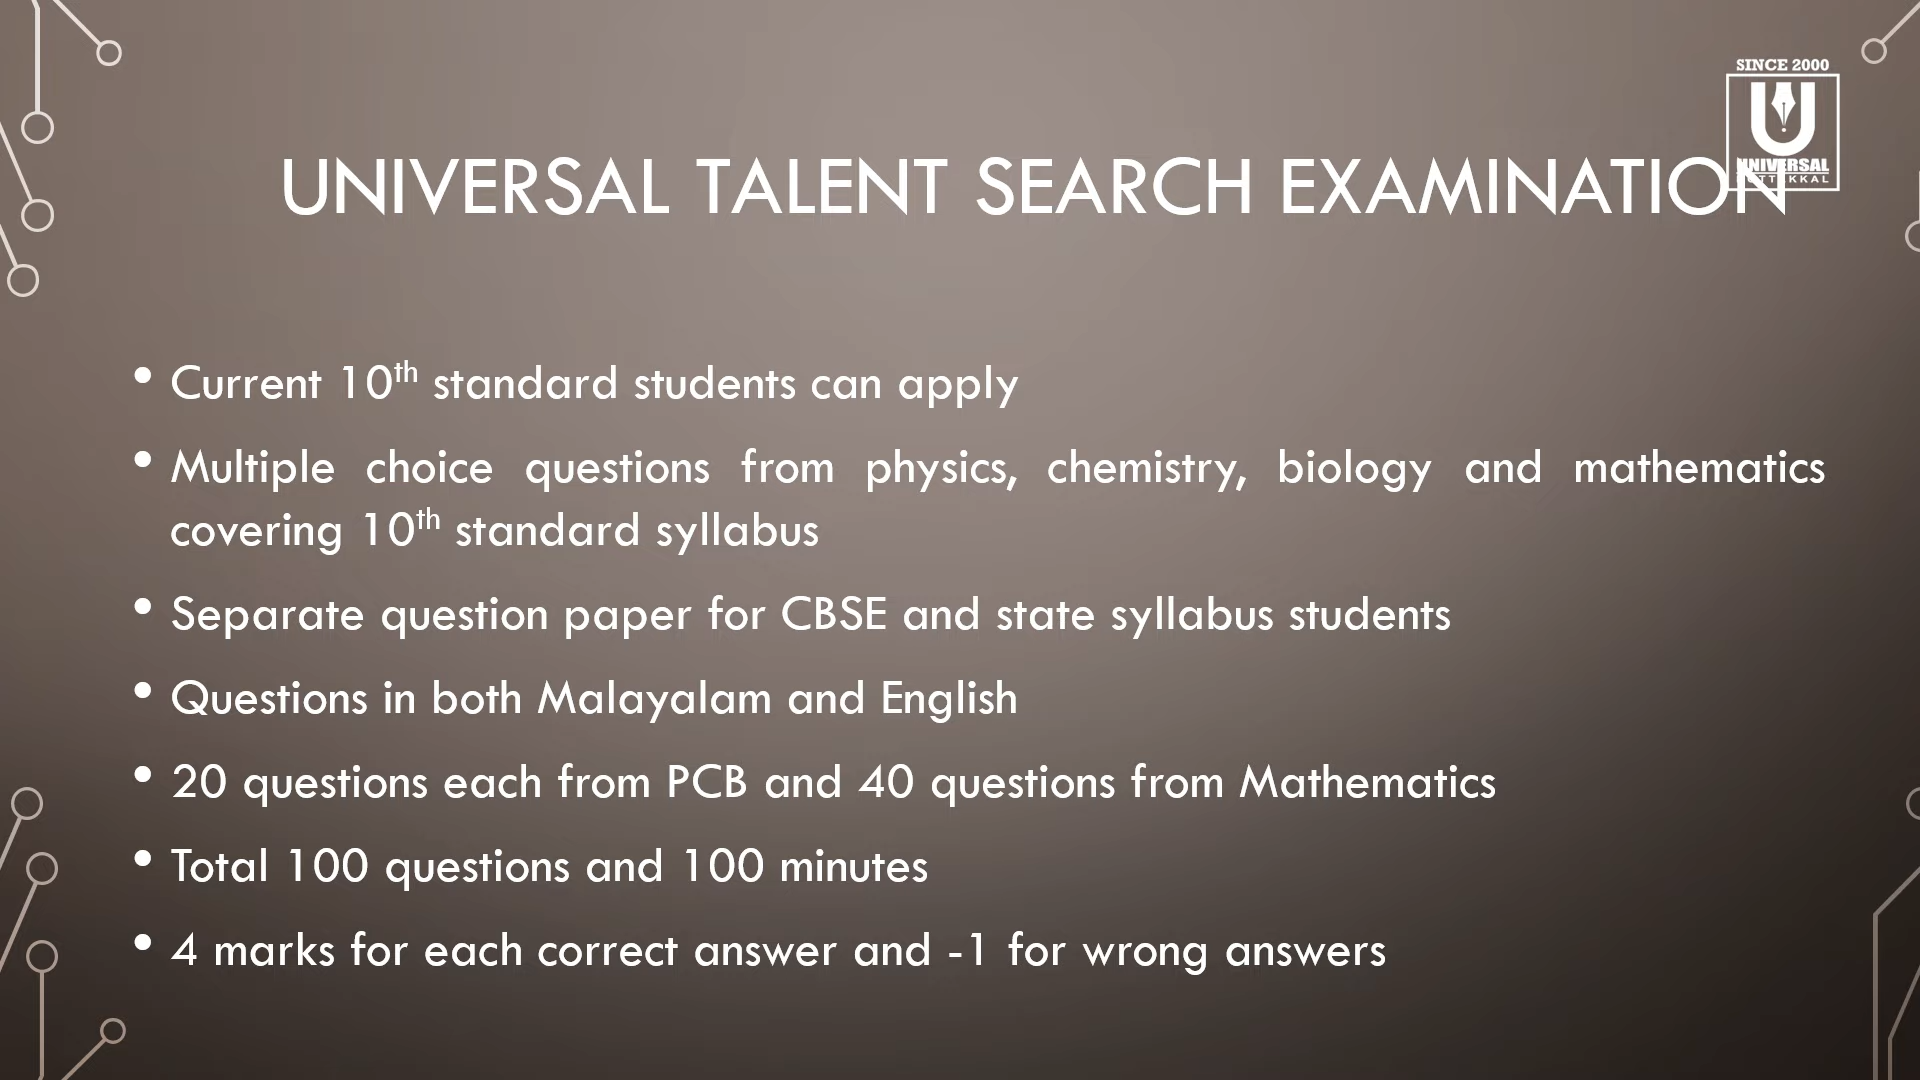 SINCE 2000
UNIVERSAL
UNIVERSAL TALENT SEARCH EXAMINATION
• Current 10th standard students can apply
• Multiple choice questions from physics, chemistry, biology and mathematics
covering 10th standard syllabus
• Separate question paper for CBSE and state syllabus students
• Questions in both Malayalam and English
• 20 questions each from PCB and 40 questions from Mathematics
• Total 100 questions and 100 minutes
• 4 marks for each correct answer and -1 for wrong answers